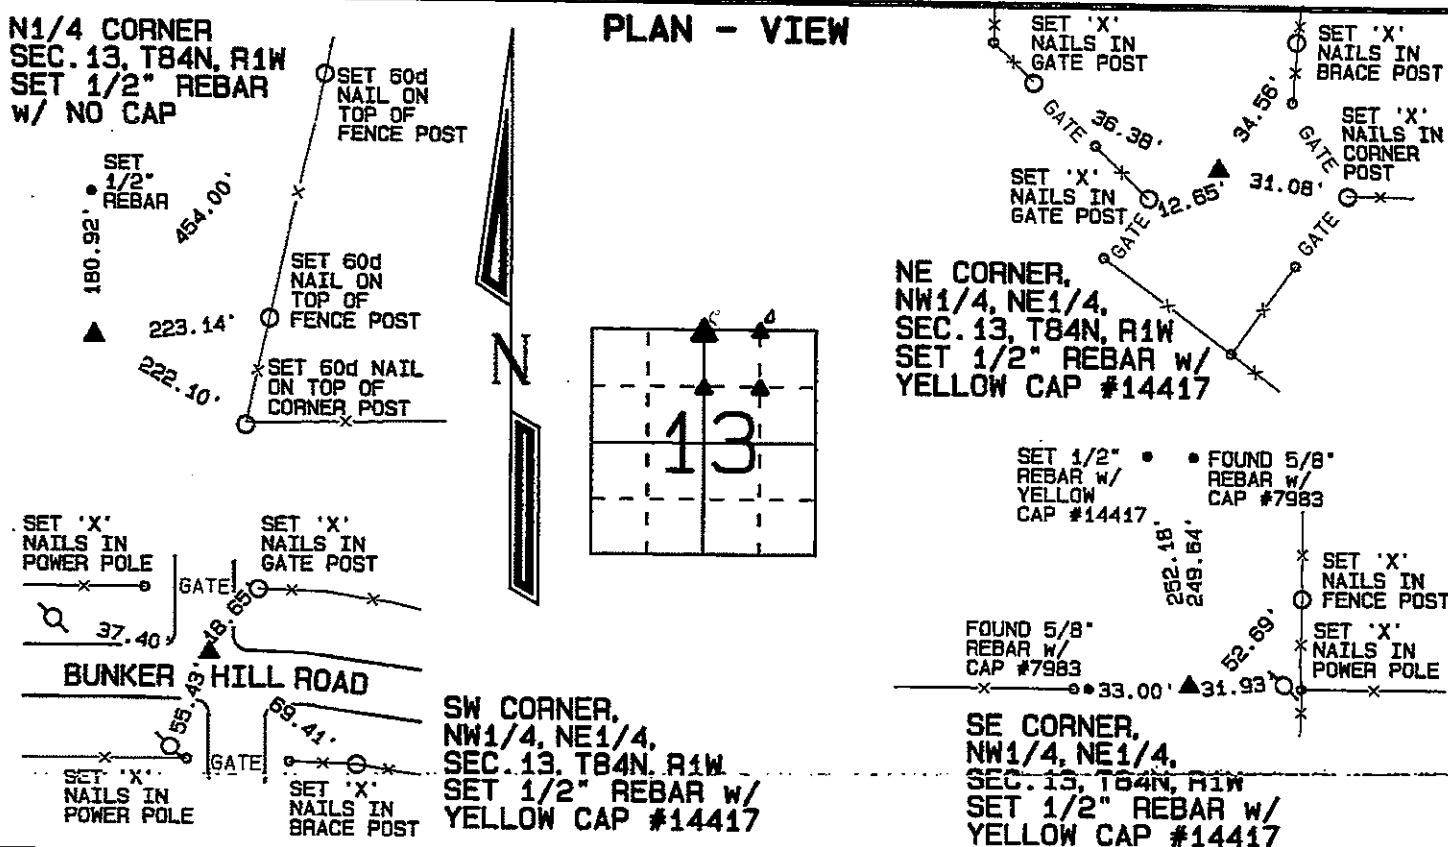 PLAN - VIEW
N1/4 CORNER
SEC. 13, T84N, R1W
SET 1/2" REBAR
w/ NO CAP
SET 60d
NAIL ON
TOP OF
FENCE POST
SET
1/2"
REBAR
454.00'
180.92'
SET 60d
NAIL ON
TOP OF
FENCE POST
223.14'
222.10'
SET 60d NAIL
ON TOP OF
CORNER POST
N
13
SET 'X'
NAILS IN
GATE POST
SET 'X'
NAILS IN
BRACE POST
GATE
36.38'
34.56'
SET 'X'
NAILS IN
CORNER
POST
GATE
SET 'X'
NAILS IN
GATE POST
12.65'
31.08'
GATE
GATE
NE CORNER,
NW1/4, NE1/4,
SEC. 13, T84N, R1W
SET 1/2" REBAR w/
YELLOW CAP #14417
SET 'X'
NAILS IN
POWER POLE
SET 'X'
NAILS IN
GATE POST
GATE
18.65'
37.40'
BUNKER HILL ROAD
55.43'
69.41'
GATE
SET 'X'
NAILS IN
POWER POLE
SET 'X'
NAILS IN
BRACE POST
SW CORNER,
NW1/4, NE1/4,
SEC. 13, T84N, R1W
SET 1/2" REBAR w/
YELLOW CAP #14417
SET 1/2"
REBAR w/
YELLOW
CAP #14417
FOUND 5/8"
REBAR w/
CAP #7983
252.18'
249.64'
SET 'X'
NAILS IN
FENCE POST
FOUND 5/8"
REBAR w/
CAP #7983
52.69'
SET 'X'
NAILS IN
POWER POLE
33.00'
31.93'
SE CORNER,
NW1/4, NE1/4,
SEC. 13, T84N, R1W
SET 1/2" REBAR w/
YELLOW CAP #14417